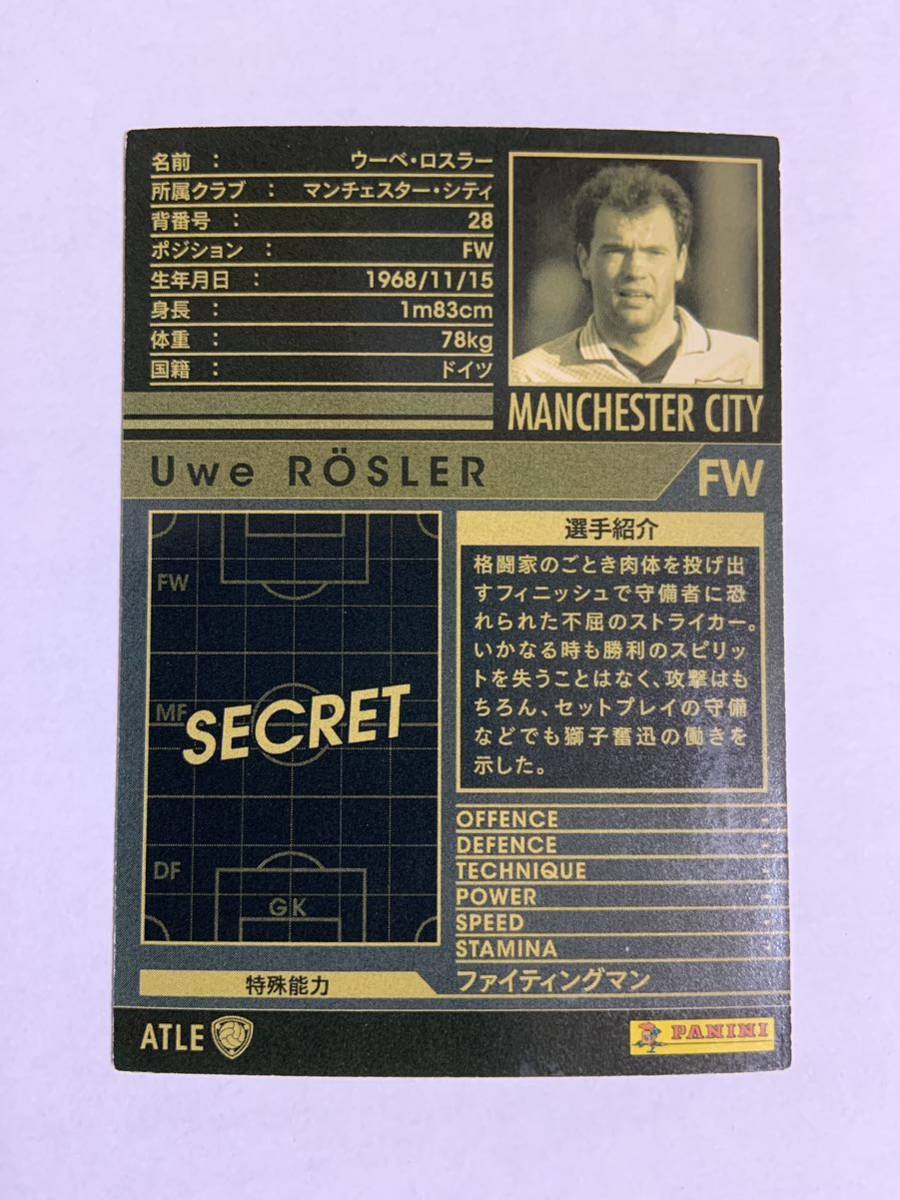 名前 : ウーベ・ロスラー
所属クラブ : マンチェスター・シティ
背番号 : 28
ポジション : FW
生年月日 : 1968/11/15
身長 : 1m83cm
体重 : 78kg
国籍 : ドイツ
MANCHESTER CITY
Uwe RÖSLER
FW
FW
MF
SECRET
DF
GK
選手紹介
格闘家のごとき肉体を投げ出
すフィニッシュで守備者に恐
れられた不屈のストライカー。
いかなる時も勝利のスピリッ
トを失うことはなく、攻撃はも
ちろん、セットプレイの守備
などでも獅子奮迅の働きを
示した。
OFFENCE -
DEFENCE -
TECHNIQUE -
POWER -
SPEED -
STAMINA -
特殊能力
ファイティングマン
ATLE
PANINI